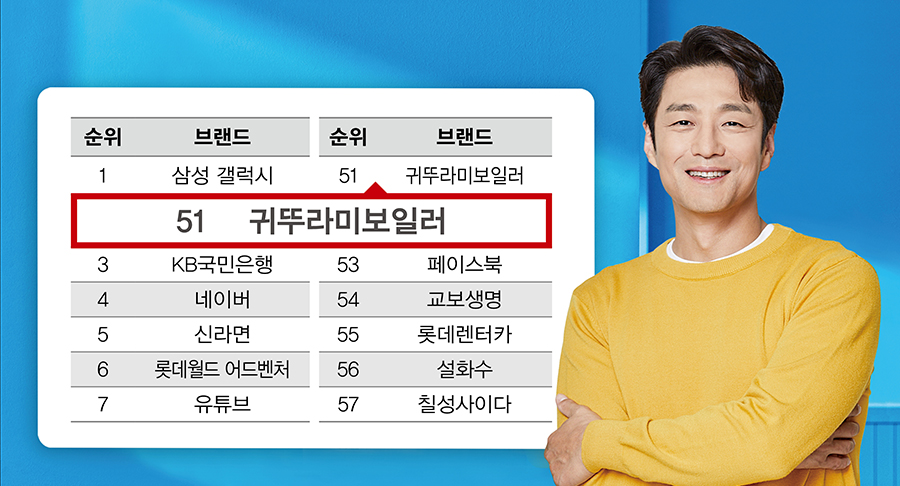 순위 브랜드 순위 브랜드
1 삼성 갤럭시 51 귀뚜라미보일러
51 귀뚜라미보일러
3 KB국민은행 53 페이스북
4 네이버 54 교보생명
5 신라면 55 롯데렌터카
6 롯데월드 어드벤처 56 설화수
7 유튜브 57 칠성사이다